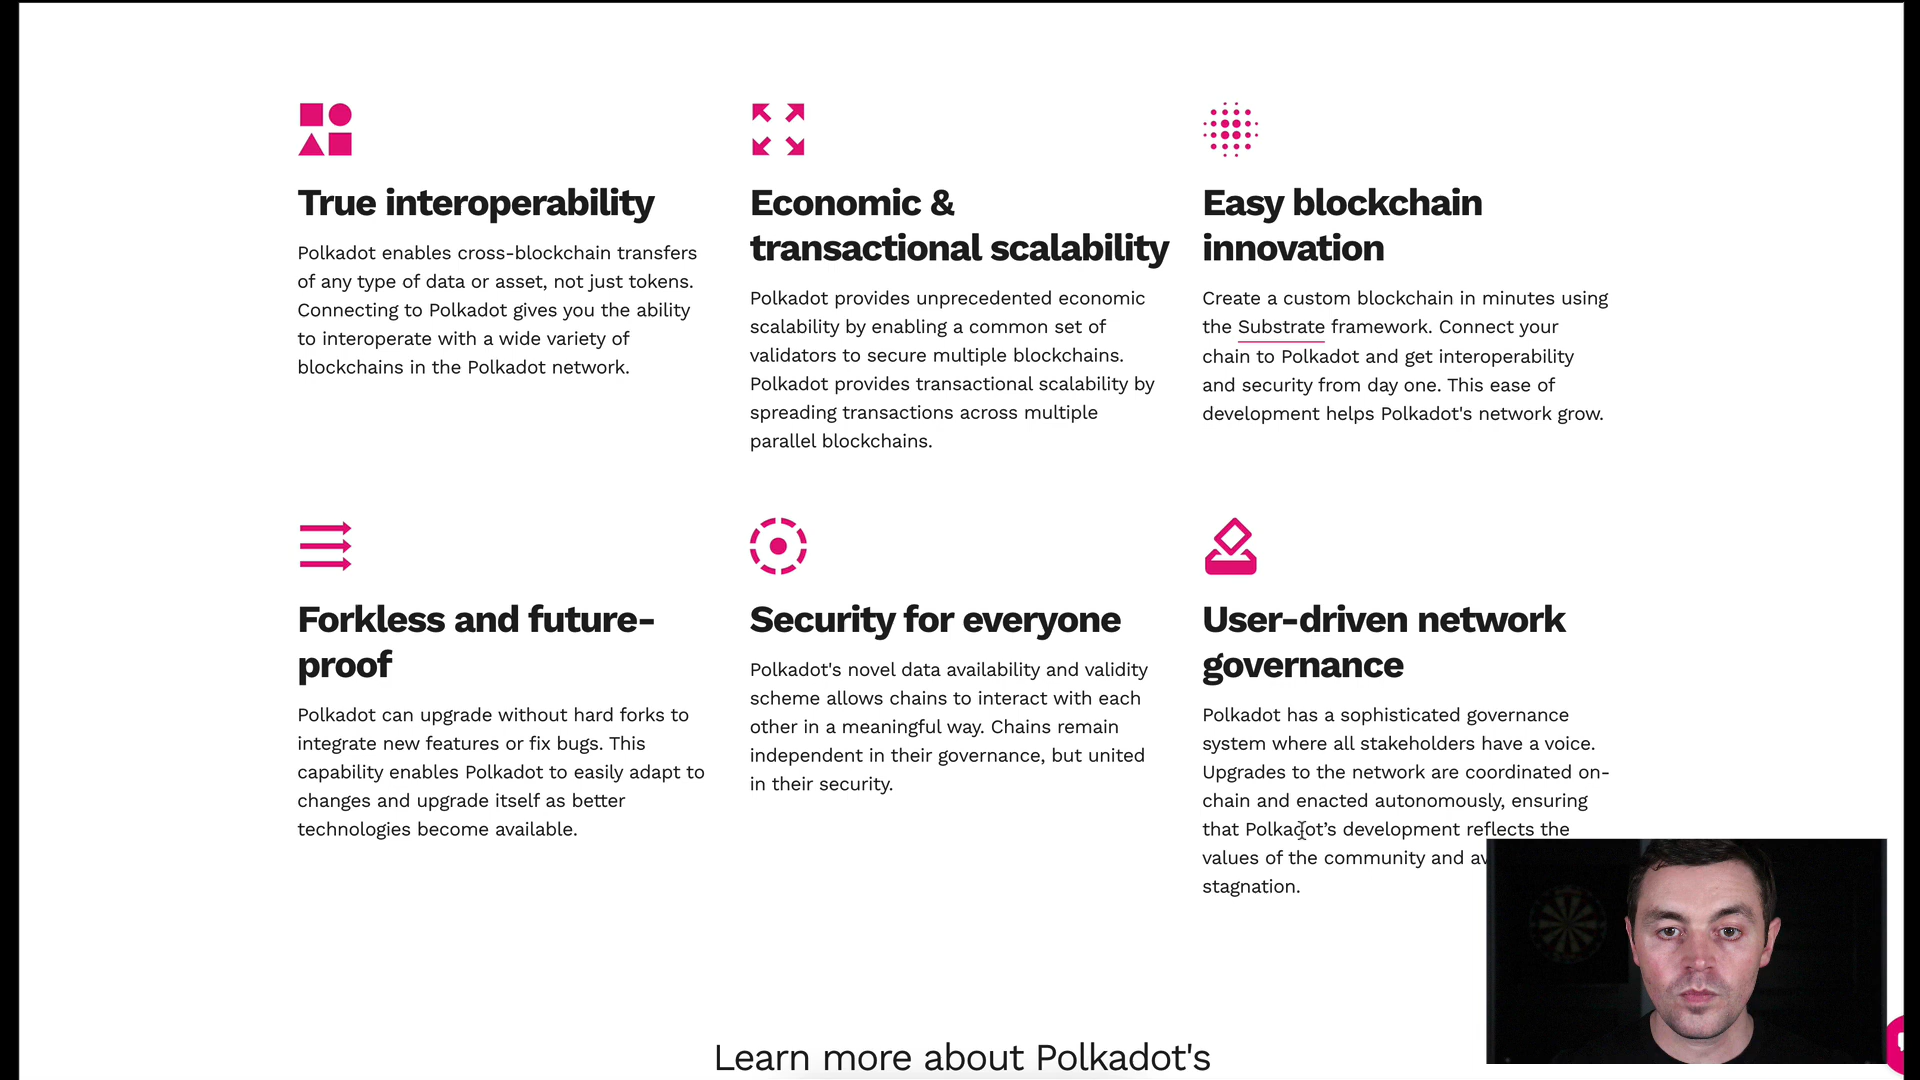 True interoperability
Polkadot enables cross-blockchain transfers
of any type of data or asset, not just tokens.
Connecting to Polkadot gives you the ability
to interoperate with a wide variety of
blockchains in the Polkadot network.
Economic &
transactional scalability
Polkadot provides unprecedented economic
scalability by enabling a common set of
validators to secure multiple blockchains.
Polkadot provides transactional scalability by
spreading transactions across multiple
parallel blockchains.
Easy blockchain
innovation
Create a custom blockchain in minutes using
the Substrate framework. Connect your
chain to Polkadot and get interoperability
and security from day one. This ease of
development helps Polkadot's network grow.
Forkless and future-
proof
Polkadot can upgrade without hard forks to
integrate new features or fix bugs. This
capability enables Polkadot to easily adapt to
changes and upgrade itself as better
technologies become available.
Security for everyone
Polkadot's novel data availability and validity
scheme allows chains to interact with each
other in a meaningful way. Chains remain
independent in their governance, but united
in their security.
User-driven network
governance
Polkadot has a sophisticated governance
system where all stakeholders have a voice.
Upgrades to the network are coordinated on-
chain and enacted autonomously, ensuring
that Polkadot’s development reflects the
values of the community and
stagnation.
Learn more about Polkadot's